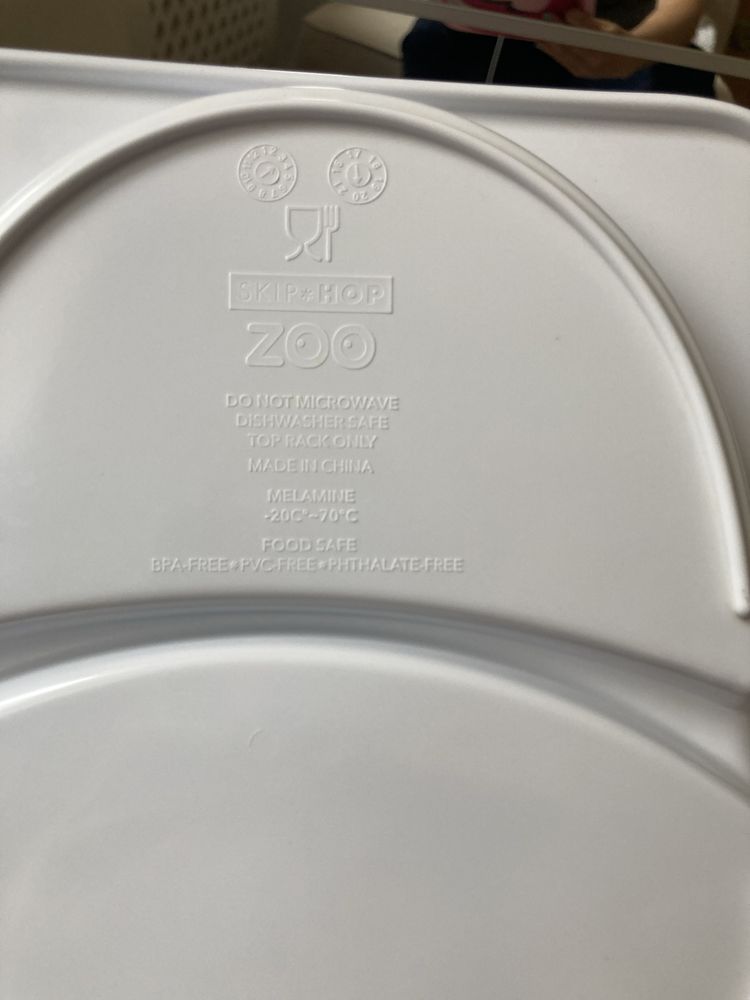 SKIP*HOP
ZOO
DO NOT MICROWAVE
DISHWASHER SAFE
TOP RACK ONLY
MADE IN CHINA
MELAMINE
-20C°~70°C
FOOD SAFE
BPA-FREE•PVC-FREE•PHTHALATE-FREE